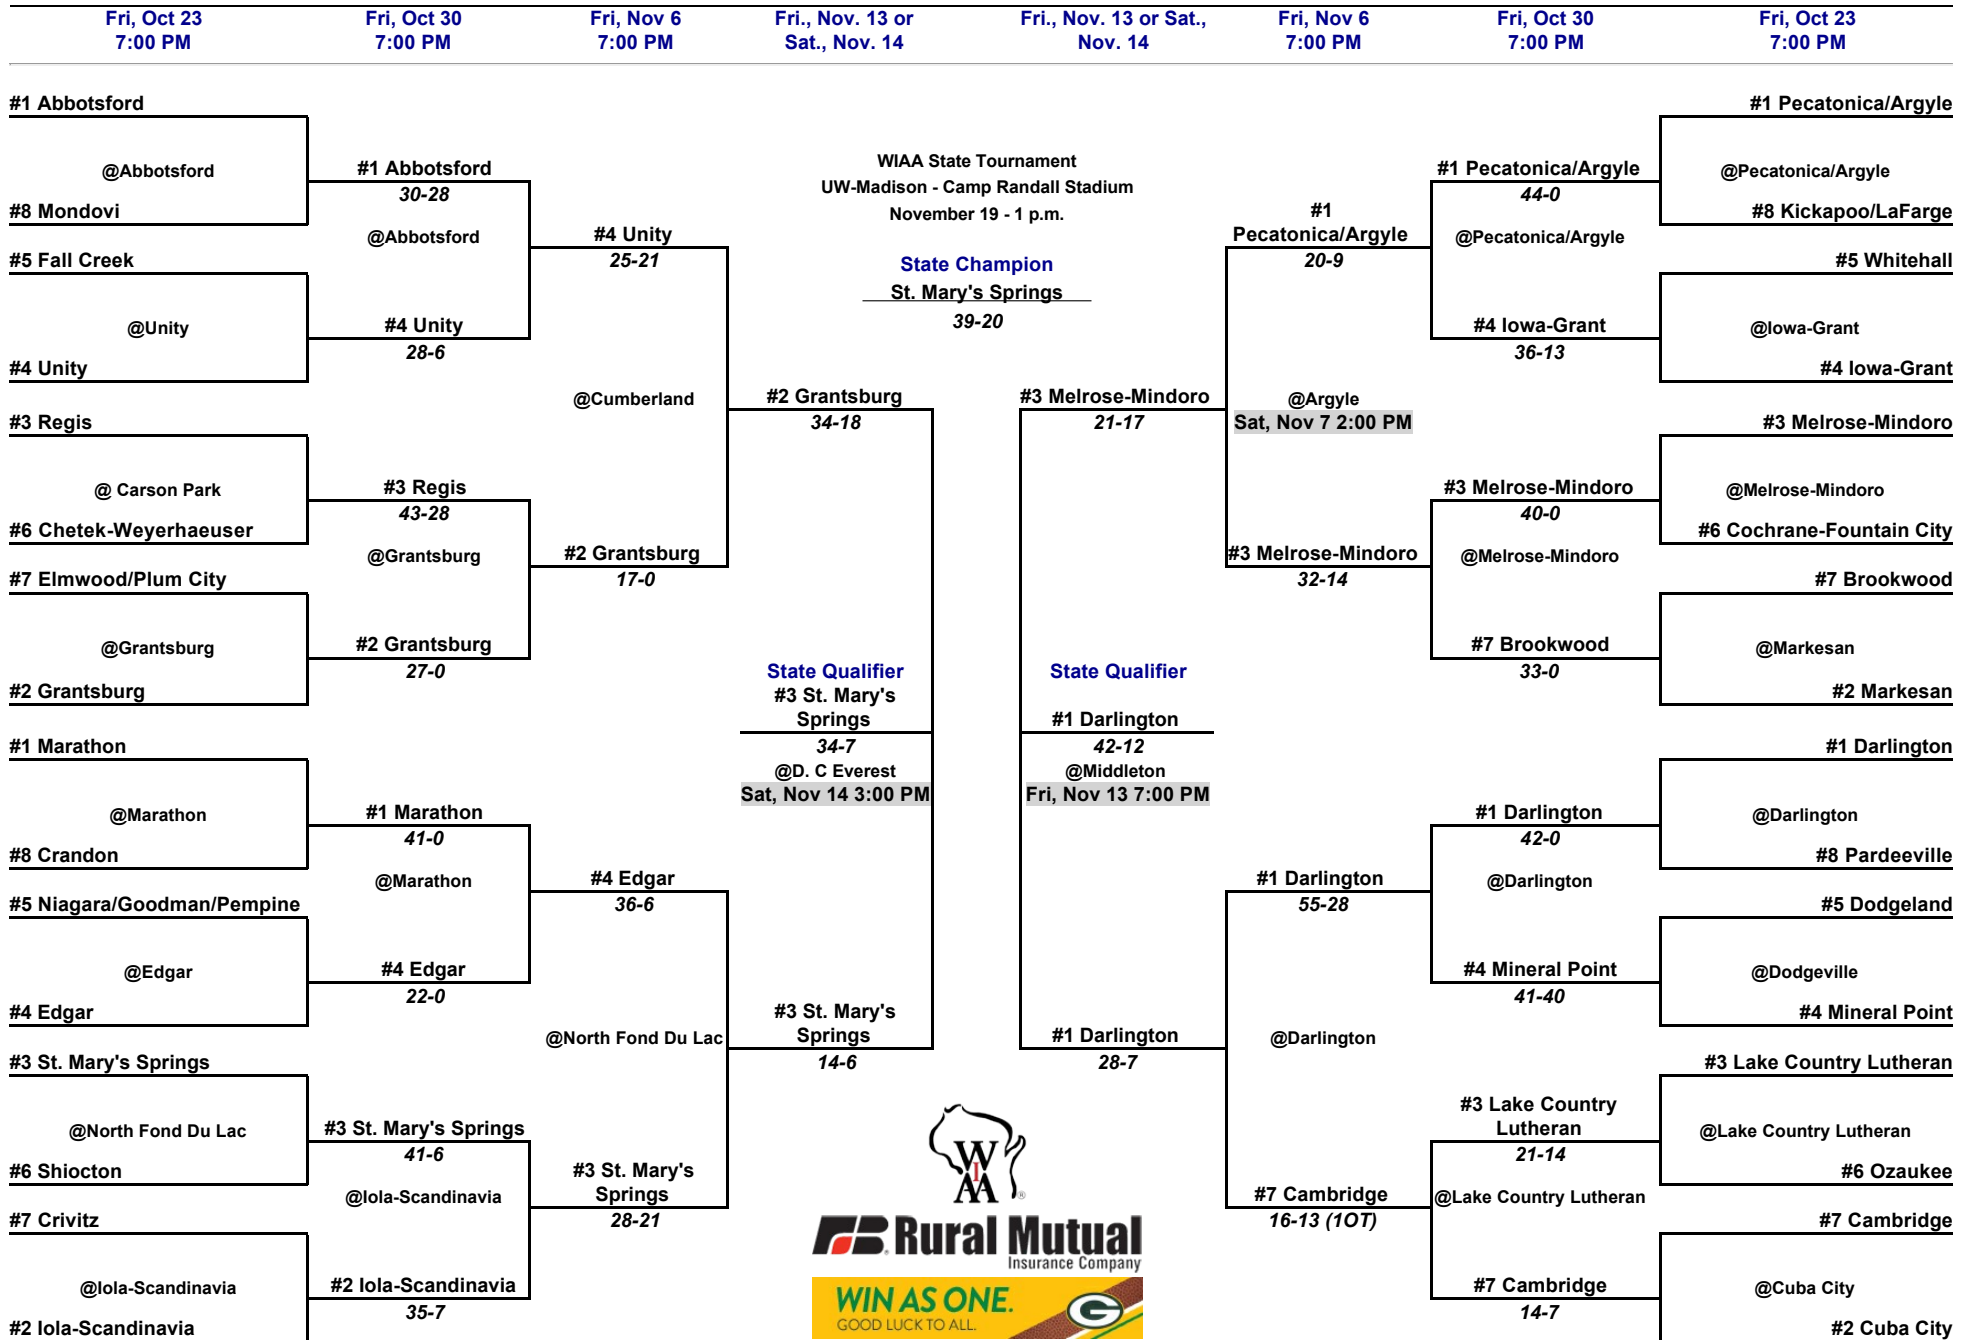 Fri, Oct 23
7:00 PM
Fri, Oct 30
7:00 PM
Fri, Nov 6
7:00 PM
Fri., Nov. 13 or
Sat., Nov. 14
Fri., Nov. 13 or Sat.,
Nov. 14
Fri, Nov 6
7:00 PM
Fri, Oct 30
7:00 PM
Fri, Oct 23
7:00 PM
#1 Abbotsford
@Abbotsford
#8 Mondovi
#5 Fall Creek
@Unity
#4 Unity
#3 Regis
@ Carson Park
#6 Chetek-Weyerhaeuser
#7 Elmwood/Plum City
@Grantsburg
#2 Grantsburg
#1 Marathon
@Marathon
#8 Crandon
#5 Niagara/Goodman/Pempine
@Edgar
#4 Edgar
#3 St. Mary's Springs
@North Fond Du Lac
#6 Shiocton
#7 Crivitz
@Iola-Scandinavia
#2 Iola-Scandinavia
#1 Abbotsford
30-28
@Abbotsford
#4 Unity
28-6
#3 Regis
43-28
@Grantsburg
#2 Grantsburg
27-0
#1 Marathon
41-0
@Marathon
#4 Edgar
22-0
#3 St. Mary's Springs
41-6
@Iola-Scandinavia
#2 Iola-Scandinavia
35-7
#4 Unity
25-21
@Cumberland
#2 Grantsburg
17-0
#4 Edgar
36-6
@North Fond Du Lac
#3 St. Mary's
Springs
28-21
#2 Grantsburg
34-18
State Qualifier
#3 St. Mary's
Springs
34-7
@D. C Everest
Sat, Nov 14 3:00 PM
#3 St. Mary's
Springs
14-6
WIAA State Tournament
UW-Madison - Camp Randall Stadium
November 19 - 1 p.m.
State Champion
St. Mary's Springs
39-20
#3 Melrose-Mindoro
21-17
State Qualifier
#1 Darlington
42-12
@Middleton
Fri, Nov 13 7:00 PM
#1 Darlington
28-7
#1
Pecatonica/Argyle
20-9
@Argyle
Sat, Nov 7 2:00 PM
#3 Melrose-Mindoro
32-14
#1 Darlington
55-28
@Darlington
#7 Cambridge
16-13 (1OT)
#1 Pecatonica/Argyle
44-0
@Pecatonica/Argyle
#4 Iowa-Grant
36-13
#3 Melrose-Mindoro
40-0
@Melrose-Mindoro
#7 Brookwood
33-0
#1 Darlington
42-0
@Darlington
#4 Mineral Point
41-40
#3 Lake Country
Lutheran
21-14
@Lake Country Lutheran
#7 Cambridge
14-7
#1 Pecatonica/Argyle
@Pecatonica/Argyle
#8 Kickapoo/LaFarge
#5 Whitehall
@Iowa-Grant
#4 Iowa-Grant
#3 Melrose-Mindoro
@Melrose-Mindoro
#6 Cochrane-Fountain City
#7 Brookwood
@Markesan
#2 Markesan
#1 Darlington
@Darlington
#8 Pardeeville
#5 Dodgeland
@Dodgeville
#4 Mineral Point
#3 Lake Country Lutheran
@Lake Country Lutheran
#6 Ozaukee
#7 Cambridge
@Cuba City
#2 Cuba City
WIAA
®
Rural Mutual
Insurance Company
WIN AS ONE.
GOOD LUCK TO ALL.
G